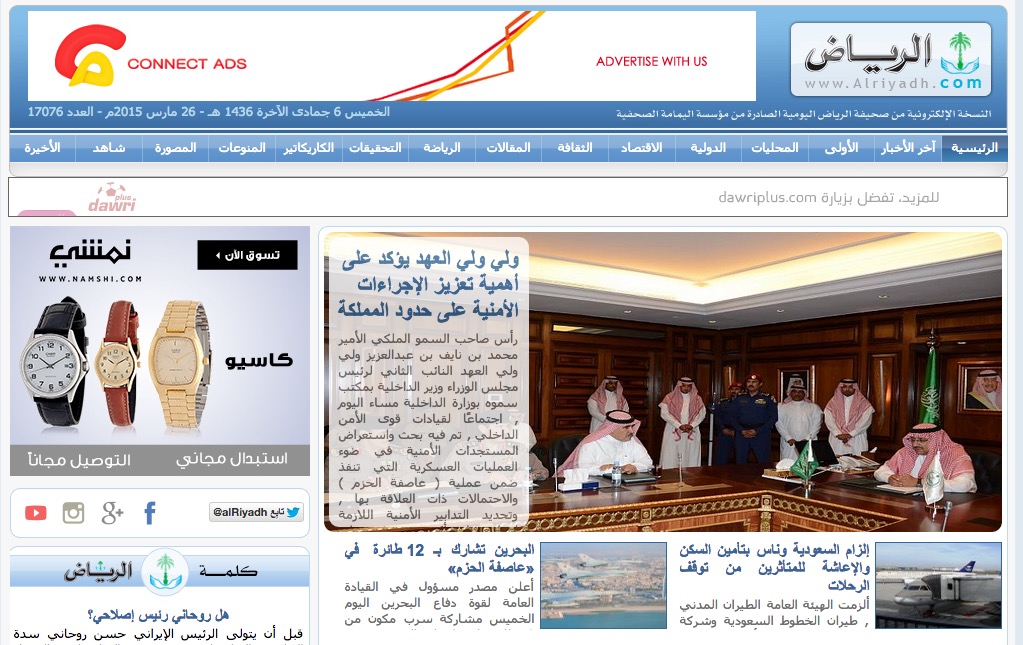 CONNECT ADS
ADVERTISE WITH US
الرياض
www.Alriyadh.com
الخميس 6 جمادى الآخرة 1436 هـ - 26 مارس 2015م - العدد 17076
النسخة الإلكترونية من صحيفة الرياض اليومية الصادرة من مؤسسة اليمامة الصحفية
الرئيسية آخر الأخبار الأولى المحليات الدولية الاقتصاد الثقافة المقالات الرياضة التحقيقات الكاريكاتير المنوعات المصورة شاهد الأخيرة
للمزيد، تفضل بزيارة dawriplus.com
plus
dawri
ولي ولي العهد يؤكد على
أهمية تعزيز الإجراءات
الأمنية على حدود المملكة
رأس صاحب السمو الملكي الأمير
محمد بن نايف بن عبدالعزيز ولي
ولي العهد النائب الثاني لرئيس
مجلس الوزراء وزير الداخلية بمكتب
سموه بوزارة الداخلية مساء اليوم
, اجتماعًا لقيادات قوى الأمن
الداخلي , تم فيه بحث واستعراض
المستجدات الأمنية في ضوء
العمليات العسكرية التي تنفذ
ضمن عملية ( عاصفة الحزم )
والاحتمالات ذات العلاقة بها ,
وتحديد التدابير الأمنية اللازمة
إلزام السعودية وناس بتأمين السكن
والإعاشة للمتأثرين من توقف
الرحلات
ألزمت الهيئة العامة الطيران المدني
, طيران الخطوط السعودية وشركة
البحرين تشارك بـ 12 طائرة في
«عاصفة الحزم»
أعلن مصدر مسؤول في القيادة
العامة لقوة دفاع البحرين اليوم
الخميس مشاركة سرب مكون من
نمشي
WWW.NAMSHI.COM
تسوق الآن
كاسيو
استبدال مجاني التوصيل مجاناً
تابع @alRiyadh
كلمـــة الرياض
هل روحاني رئيس إصلاحي؟
قبل أن يتولى الرئيس الإيراني حسن روحاني سدة